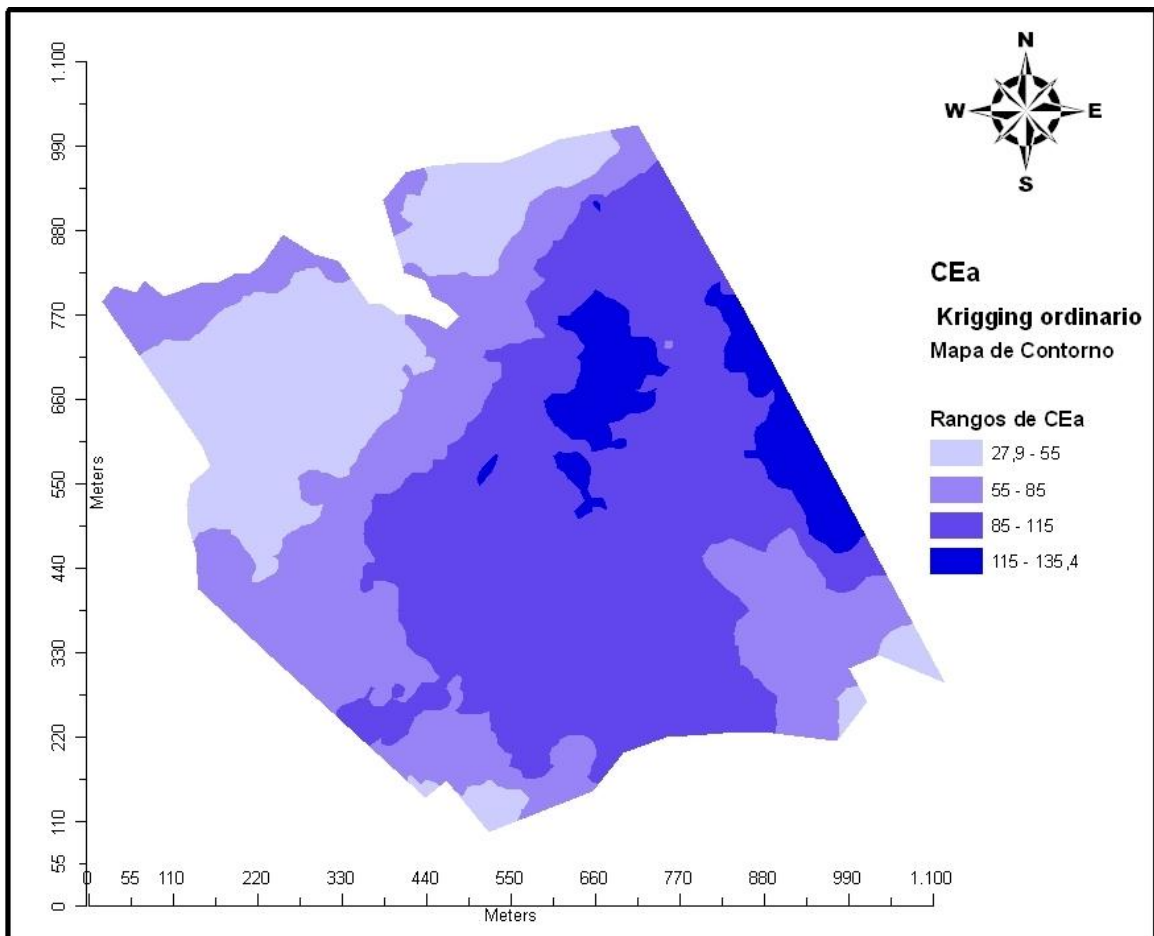 N
W E
S
CEa
Krigging ordinario
Mapa de Contorno
Rangos de CEa
27,9 - 55
55 - 85
85 - 115
115 - 135,4
1.100
990
880
770
660
550
440
330
220
110
55
0
Meters
0 55 110 220 330 440 550 660 770 880 990 1.100
Meters